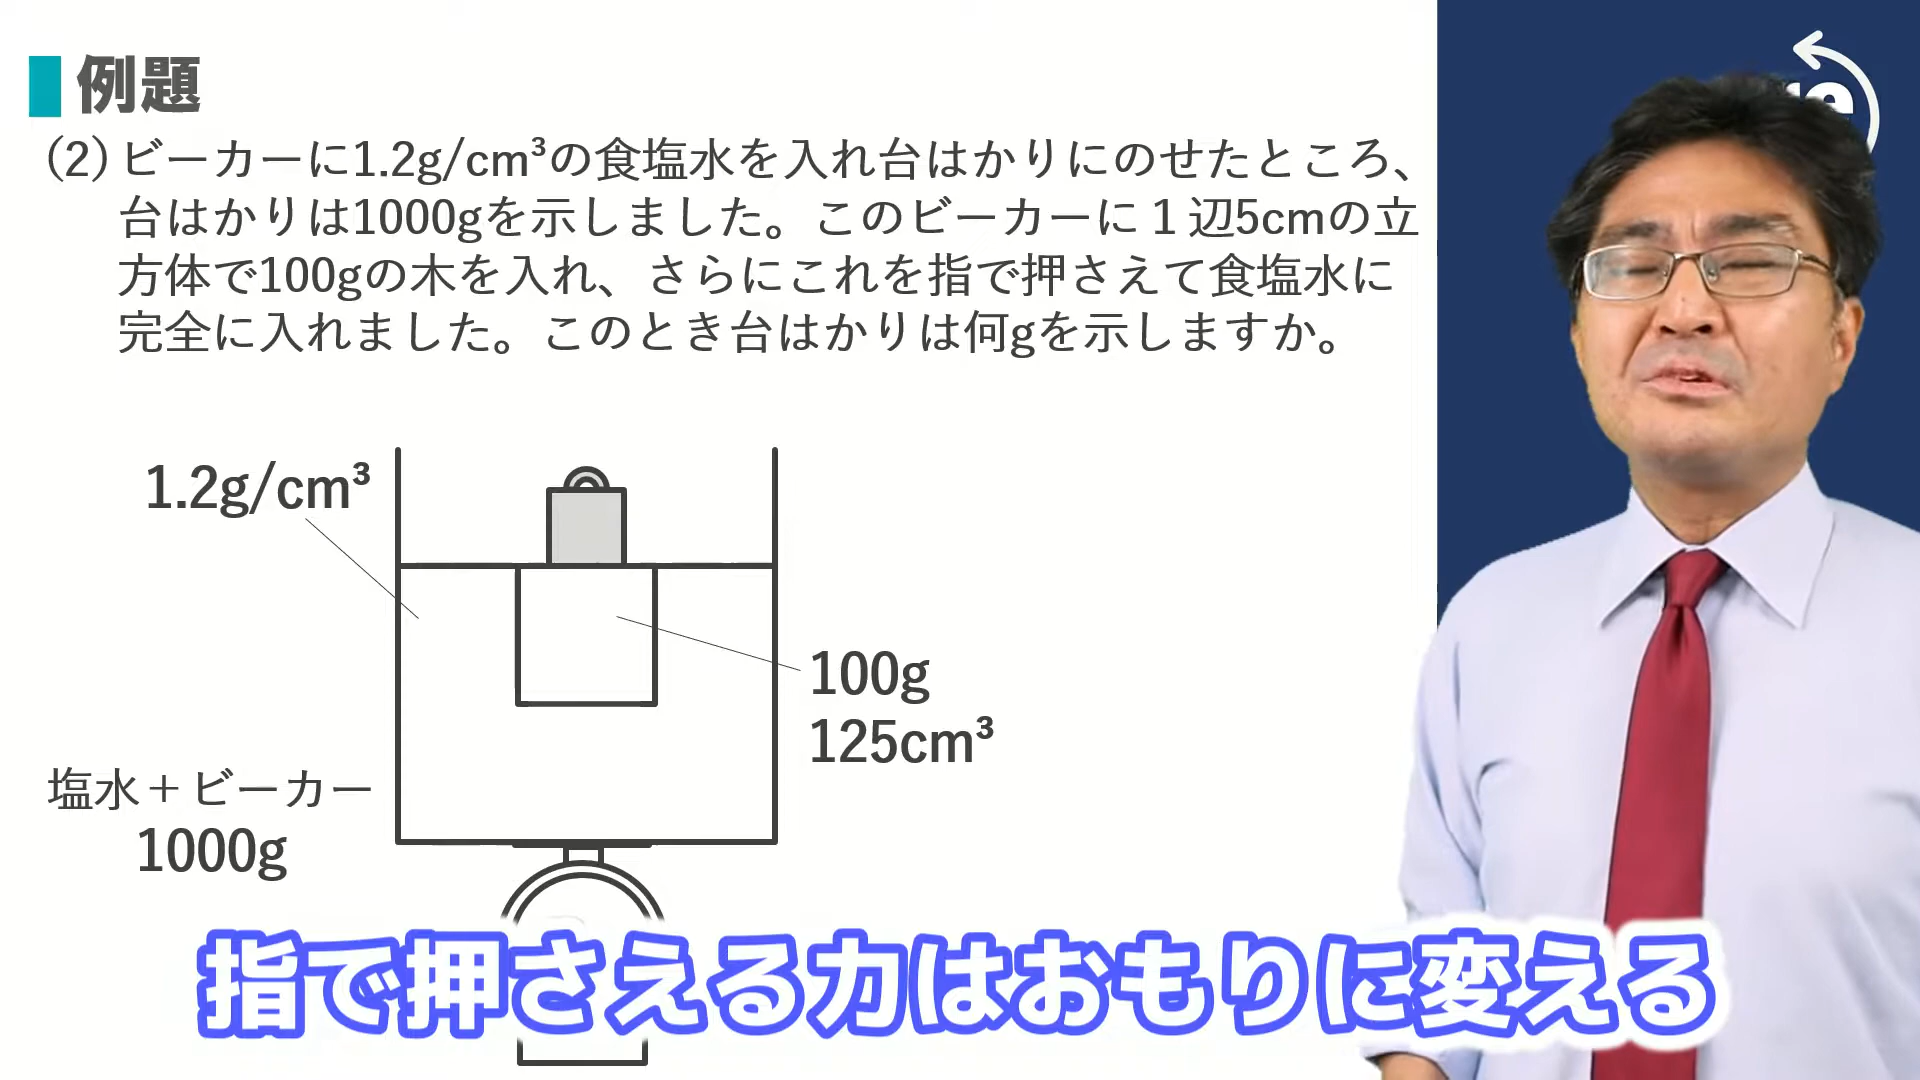 例題
(2)ビーカーに1.2g/cm³の食塩水を入れ台はかりにのせたところ、
台はかりは1000gを示しました。このビーカーに１辺5cmの立
方体で100gの木を入れ、さらにこれを指で押さえて食塩水に
完全に入れました。このとき台はかりは何gを示しますか。
1.2g/cm³
100g
125cm³
塩水＋ビーカー
1000g
指で押さえる力はおもりに変える